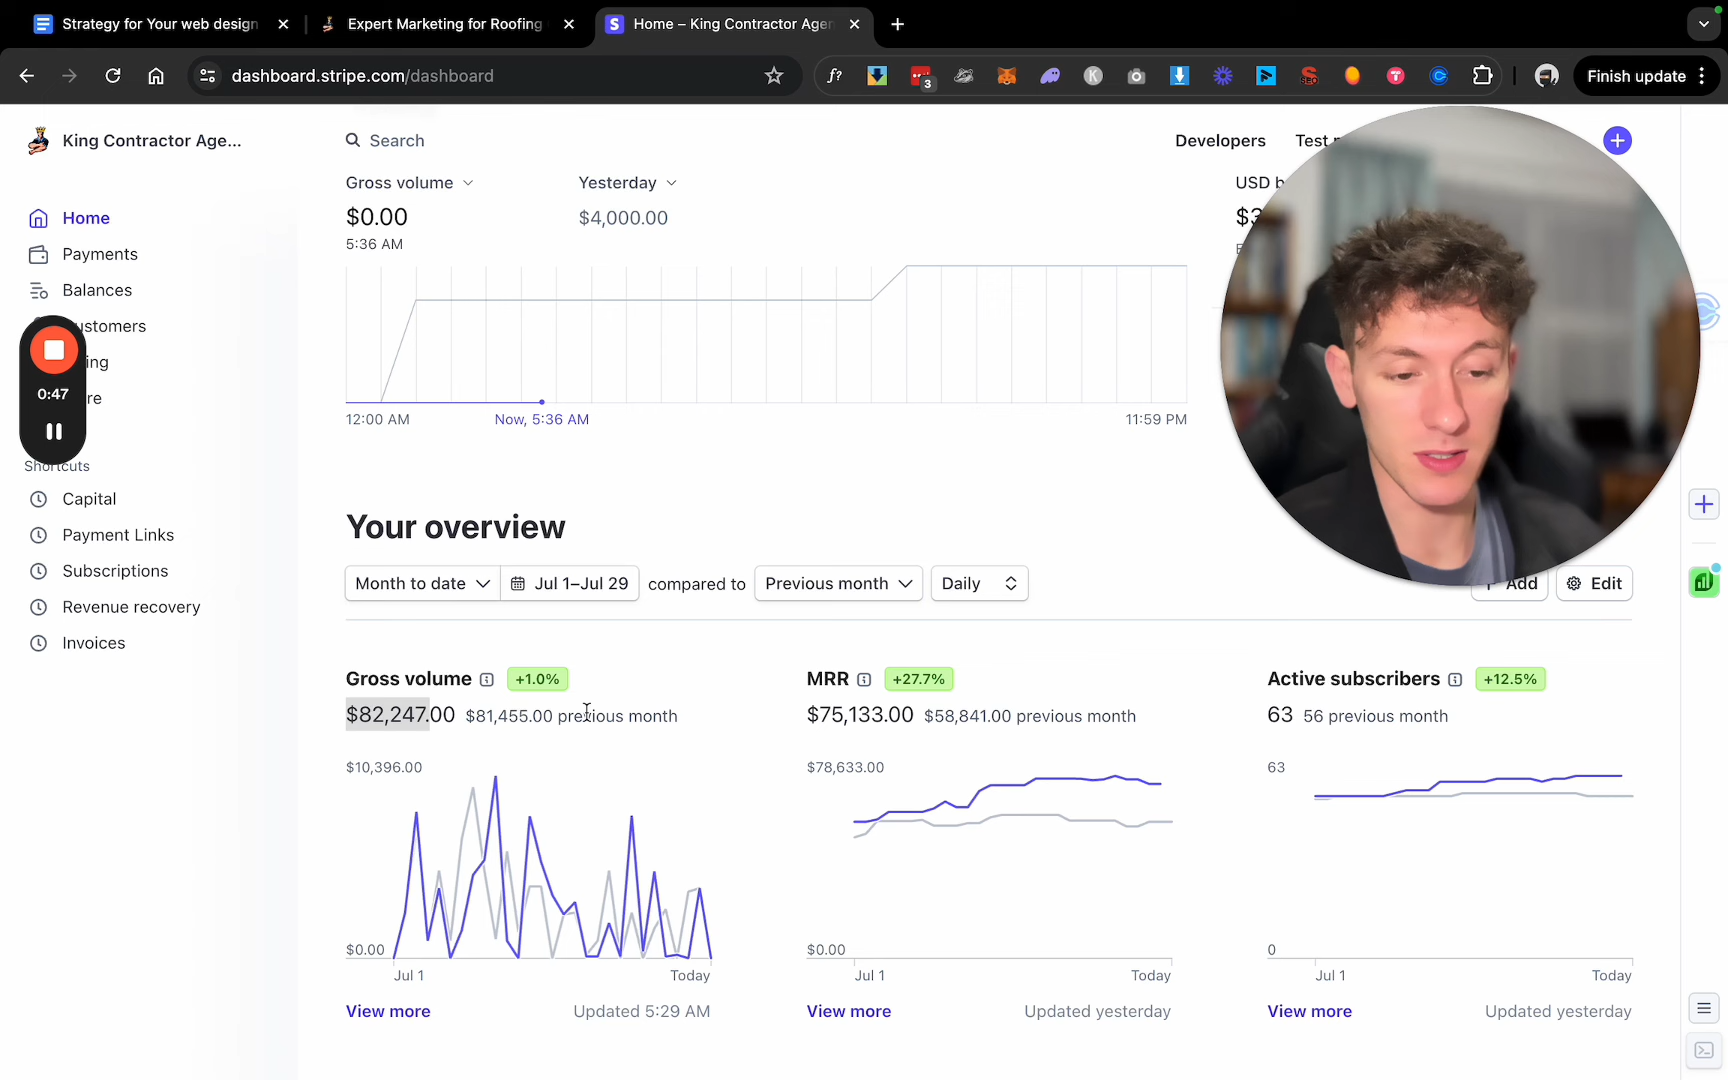 Strategy for Your web design
Expert Marketing for Roofing
Home – King Contractor Agen
dashboard.stripe.com/dashboard
3
Finish update
King Contractor Age...
Search
Developers
Test
Home
Payments
Balances
ustomers
ing
re
0:47
Shortcuts
Capital
Payment Links
Subscriptions
Revenue recovery
Invoices
Gross volume
$0.00
5:36 AM
Yesterday
$4,000.00
USD b
12:00 AM
Now, 5:36 AM
11:59 PM
Your overview
Month to date
Jul 1–Jul 29
compared to
Previous month
Daily
Add
Edit
Gross volume
+1.0%
$82,247.00
$81,455.00 previous month
$10,396.00
$0.00
Jul 1
Today
View more
Updated 5:29 AM
MRR
+27.7%
$75,133.00
$58,841.00 previous month
$78,633.00
$0.00
Jul 1
Today
View more
Updated yesterday
Active subscribers
+12.5%
63
56 previous month
63
0
Jul 1
Today
View more
Updated yesterday